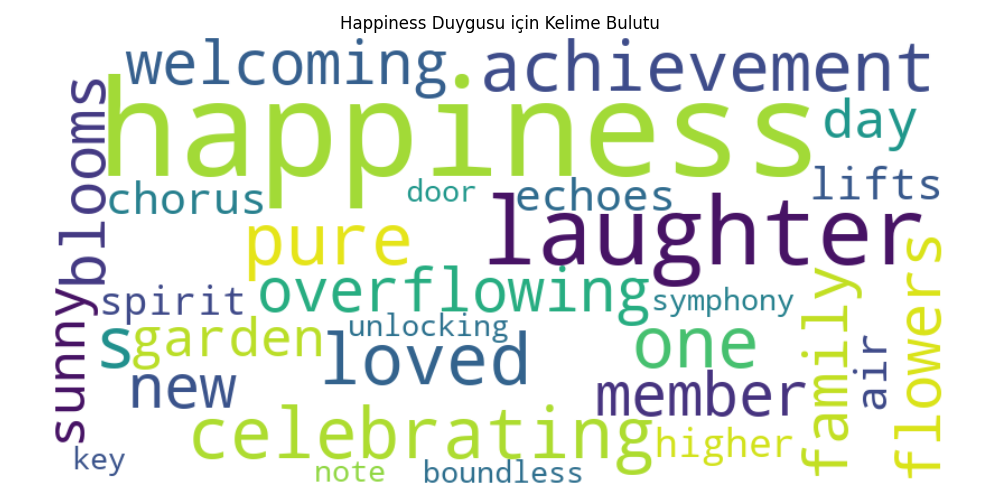 Happiness Duygusu için Kelime Bulutu
welcoming
achievement
happiness
day
blooms
chorus
door
echoes
lifts
laughter
pure
overflowing
spirit
symphony
unlocking
s
garden
loved
one
sunny
new
member
family
air
flowers
celebrating
higher
key
note
boundless